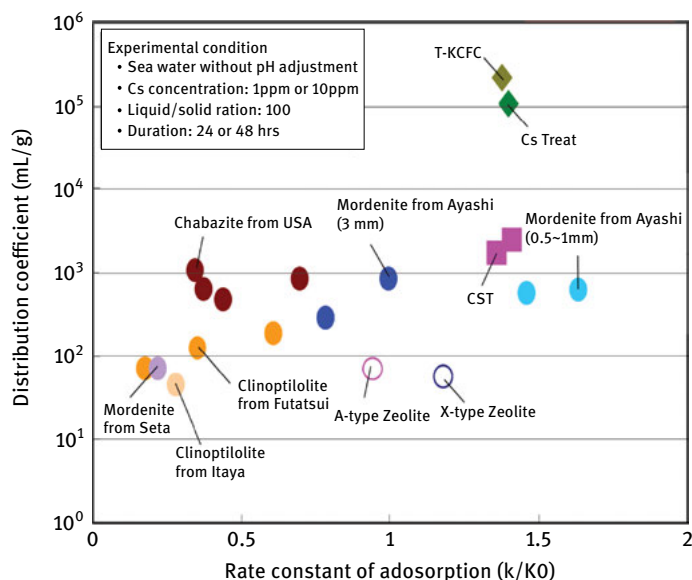 10^6
10^5
10^4
10^3
10^2
10^1
10^0
Distribution coefficient (mL/g)
Experimental condition
• Sea water without pH adjustment
• Cs concentration: 1ppm or 10ppm
• Liquid/solid ration: 100
• Duration: 24 or 48 hrs
T-KCFC
Cs Treat
Chabazite from USA
Mordenite from Ayashi
(3 mm)
Mordenite from Ayashi
(0.5~1mm)
CST
Mordenite
from Seta
Clinoptilolite
from Futatsui
Clinoptilolite
from Itaya
A-type Zeolite
X-type Zeolite
0
0.5
1
1.5
2
Rate constant of adosorption (k/K0)